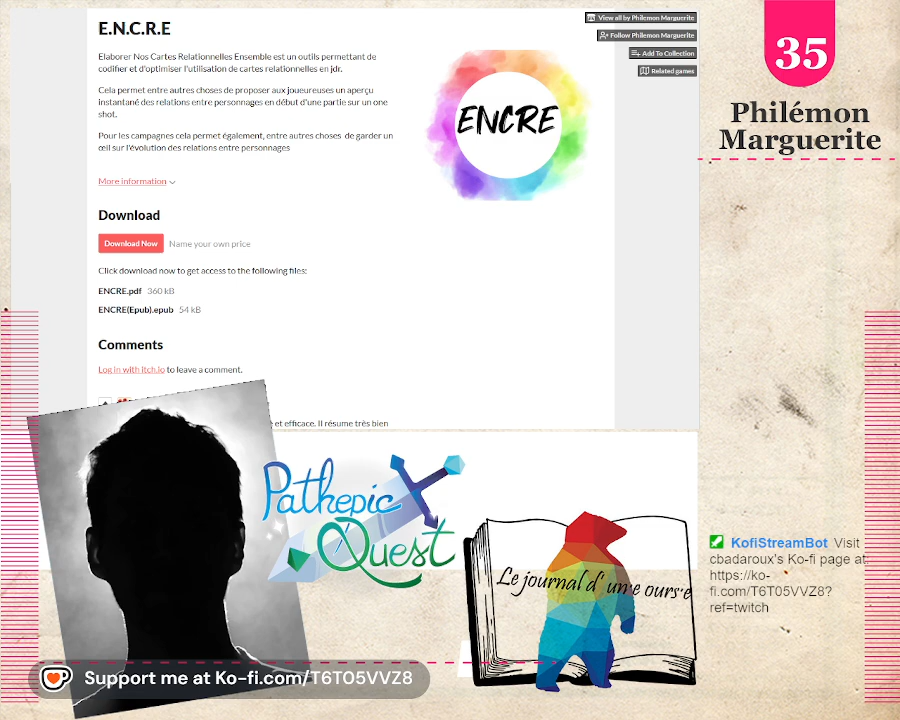 E.N.C.R.E
Elaborer Nos Cartes Relationnelles Ensemble est un outils permettant de
codifier et d'optimiser l'utilisation de cartes relationnelles en jdr.
Cela permet entre autres choses de proposer aux joueureuses un aperçu
instantané des relations entre personnages en début d'une partie sur un one
shot.
Pour les campagnes cela permet également, entre autres choses de garder un
œil sur l'évolution des relations entre personnages
More information
Download
Download Now Name your own price
Click download now to get access to the following files:
ENCRE.pdf 360 kB
ENCRE(Epub).epub 54 kB
Comments
Log in with itch.io to leave a comment.
et efficace. Il résume très bien
ENCRE
View all by Philemon Marguerite
Follow Philemon Marguerite
Add To Collection
Related games
35
Philémon
Marguerite
Pathepic
Quest
Le journal d'un·e ours·e
KofiStreamBot Visit
cbadaroux's Ko-fi page at
https://ko-
fi.com/T6T05VVZ8?
ref=twitch
Support me at Ko-fi.com/T6T05VVZ8